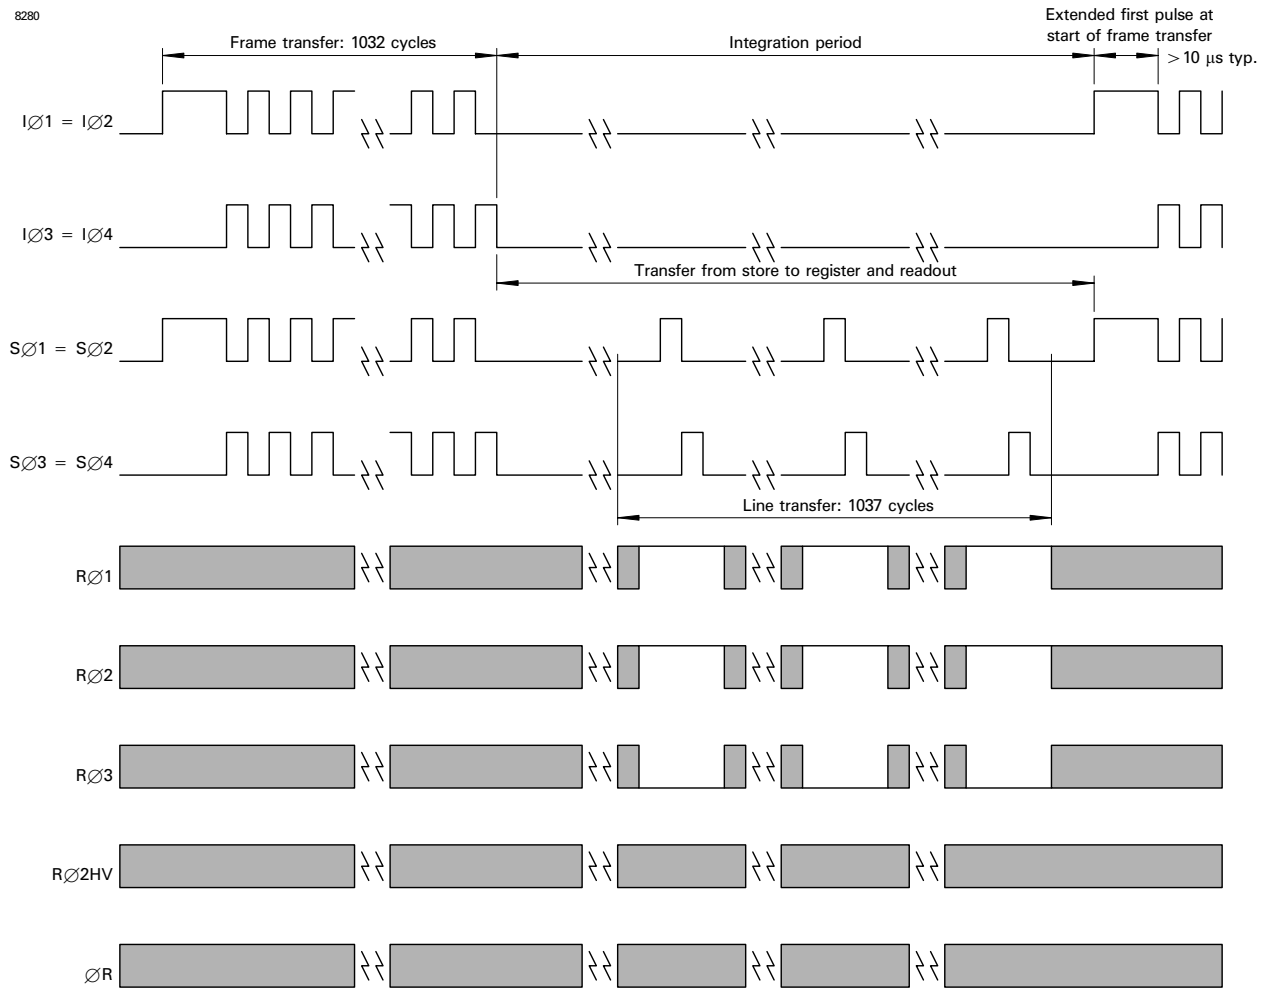 8280
Extended first pulse at
start of frame transfer
Frame transfer: 1032 cycles
Integration period
>10 μs typ.
I∅1 = I∅2
I∅3 = I∅4
Transfer from store to register and readout
S∅1 = S∅2
S∅3 = S∅4
Line transfer: 1037 cycles
R∅1
R∅2
R∅3
R∅2HV
∅R